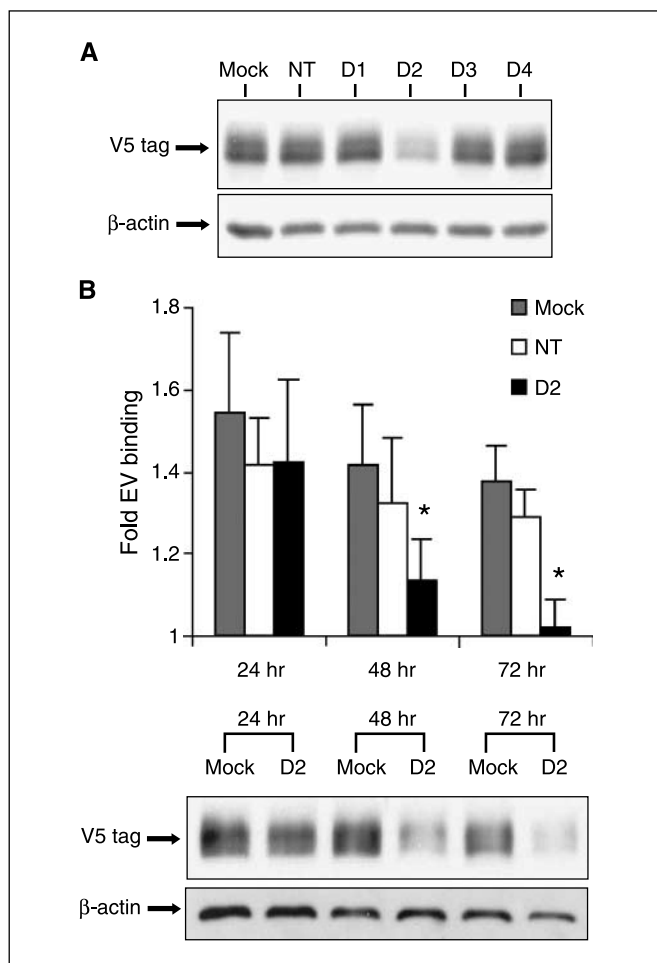 A
Mock NT D1 D2 D3 D4
V5 tag
β-actin
B
1.8
1.6
1.4
1.2
1
Fold EV binding
Mock
NT
D2
*
*
24 hr 48 hr 72 hr
24 hr 48 hr 72 hr
Mock D2 Mock D2 Mock D2
V5 tag
β-actin